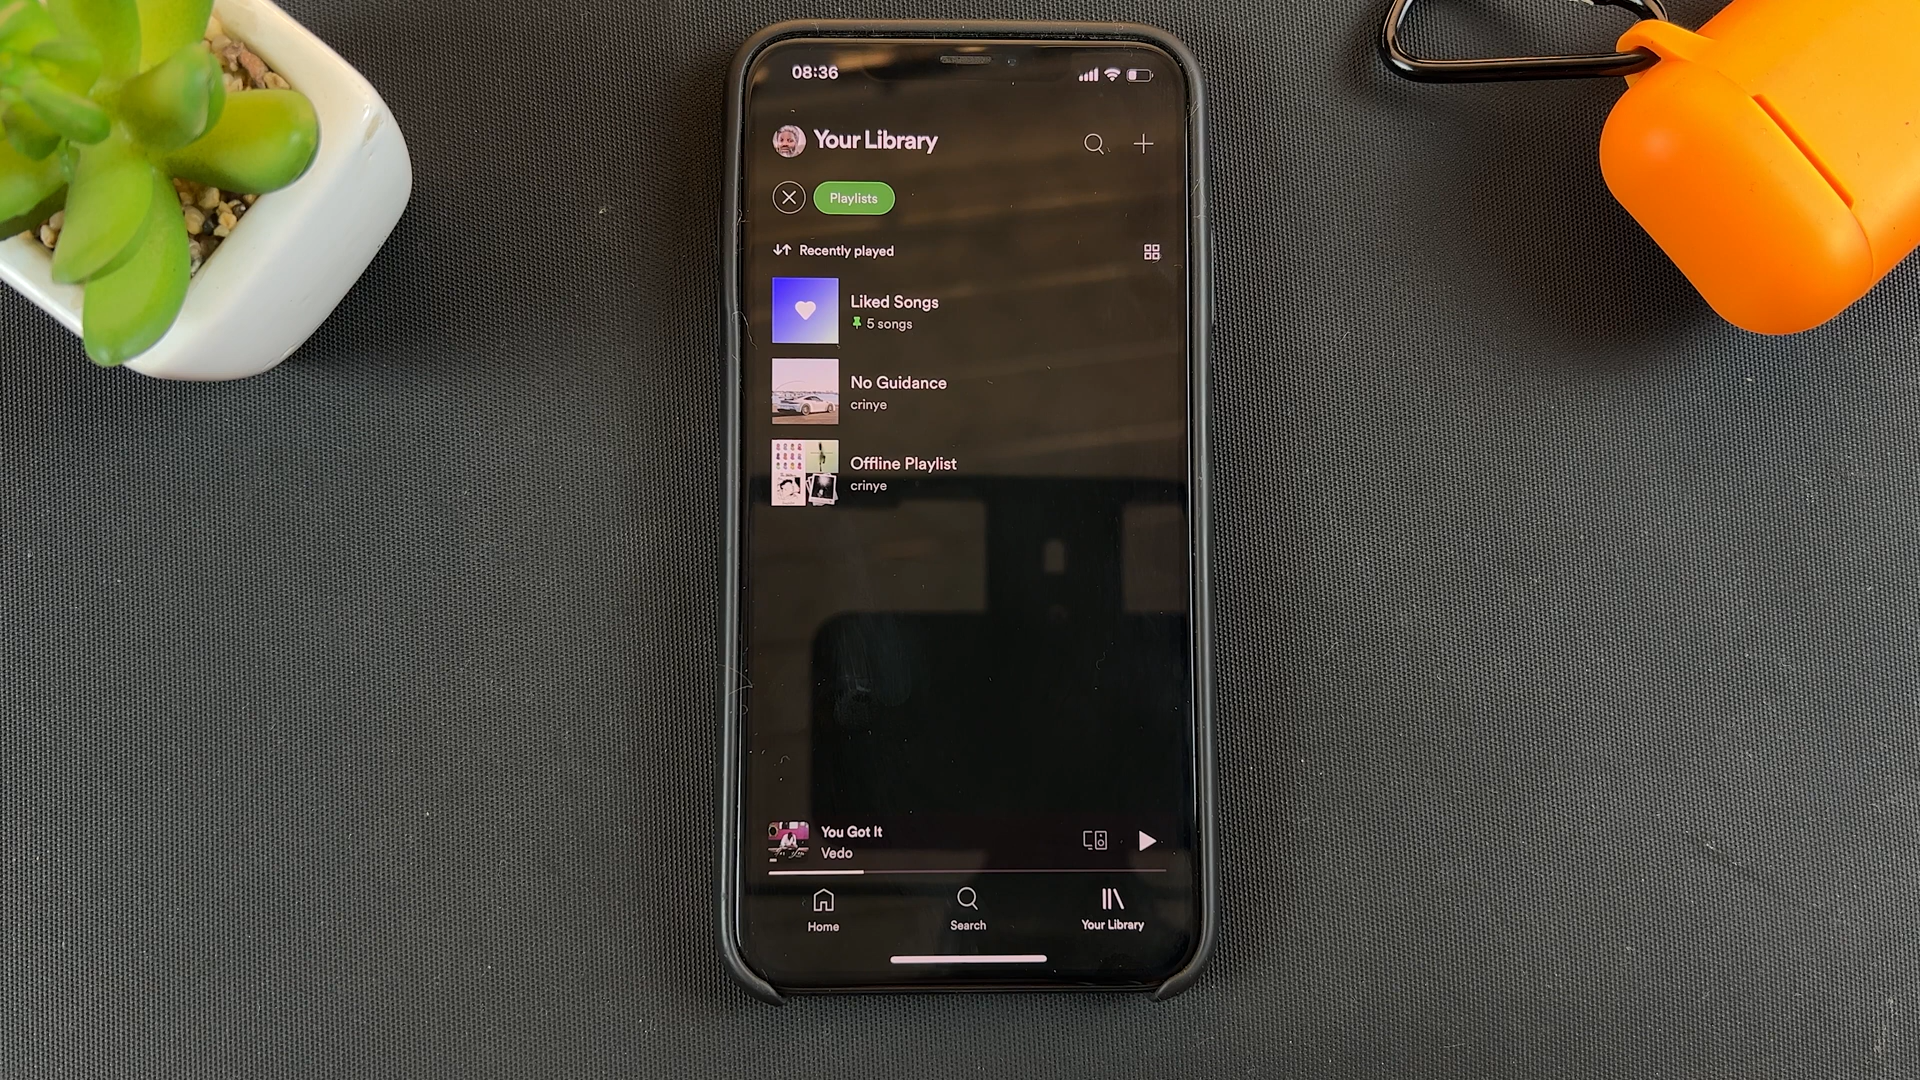 08:36
Your Library
Playlists
Recently played
Liked Songs
5 songs
No Guidance
crinye
Offline Playlist
crinye
You Got It
Vedo
Home
Search
Your Library